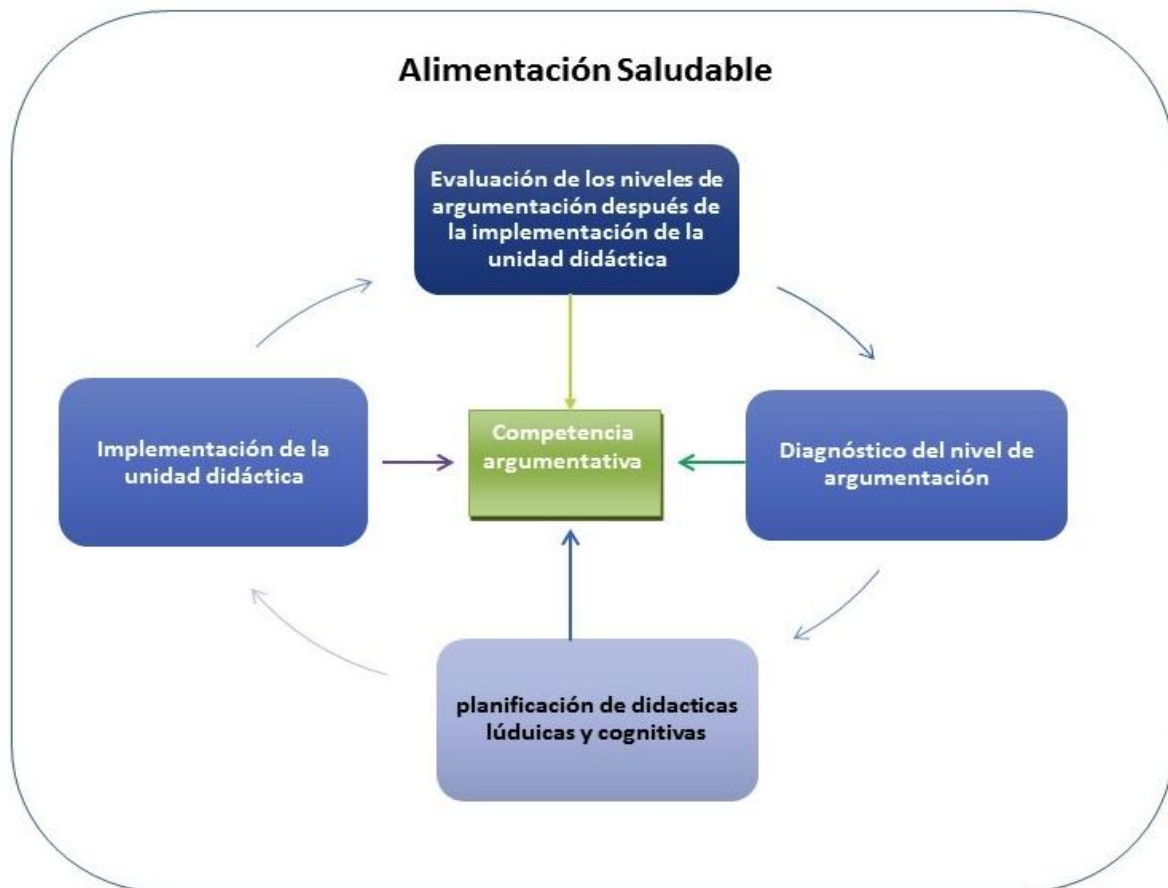 Alimentación Saludable
Evaluación de los niveles de
argumentación después de
la implementación de la
unidad didáctica
Implementación de la
unidad didáctica
Competencia
argumentativa
Diagnóstico del nivel de
argumentación
planificación de didacticas
lúduicas y cognitivas